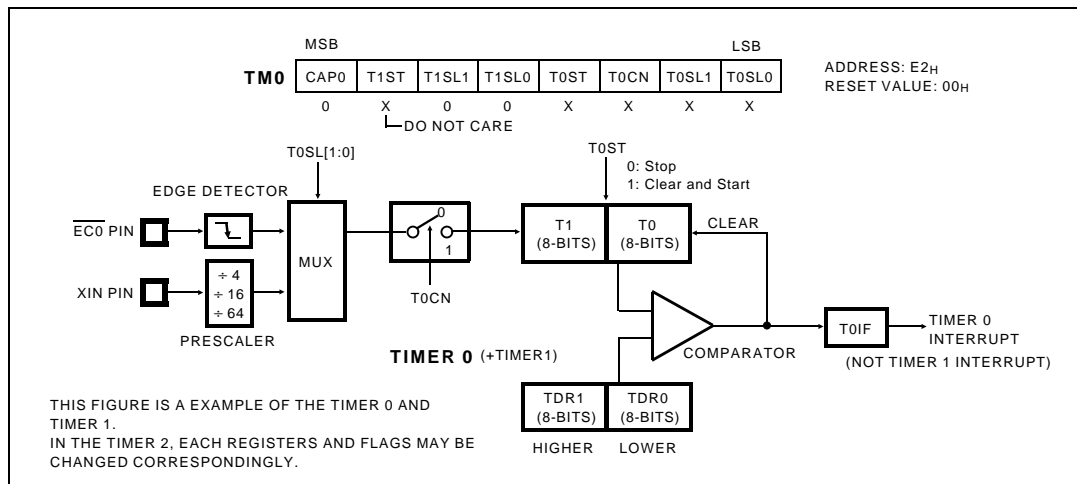 MSB LSB
TM0 CAP0 T1ST T1SL1 T1SL0 T0ST T0CN T0SL1 T0SL0
ADDRESS: E2H
RESET VALUE: 00H
0 X 0 0 X X X X
DO NOT CARE
T0SL[1:0]
T0ST
0: Stop
1: Clear and Start
EDGE DETECTOR
EC0 PIN
MUX
0
1
T0CN
T1
(8-BITS)
T0
(8-BITS)
CLEAR
XIN PIN
÷ 4
÷ 16
÷ 64
PRESCALER
COMPARATOR
T0IF
TIMER 0
INTERRUPT
(NOT TIMER 1 INTERRUPT)
TIMER 0 (+TIMER1)
TDR1
(8-BITS)
TDR0
(8-BITS)
HIGHER LOWER
THIS FIGURE IS A EXAMPLE OF THE TIMER 0 AND
TIMER 1.
IN THE TIMER 2, EACH REGISTERS AND FLAGS MAY BE
CHANGED CORRESPONDINGLY.